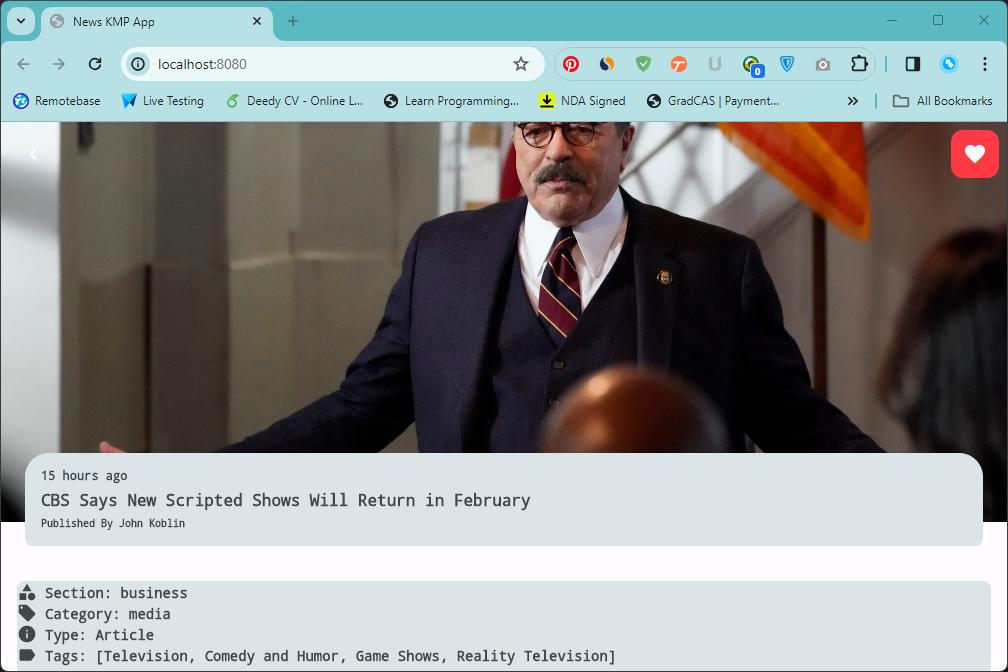 News KMP App
localhost:8080
0
Remotebase
Live Testing
Deedy CV - Online L...
Learn Programming...
NDA Signed
GradCAS | Payment...
All Bookmarks
15 hours ago
CBS Says New Scripted Shows Will Return in February
Published By John Koblin
Section: business
Category: media
Type: Article
Tags: [Television, Comedy and Humor, Game Shows, Reality Television]